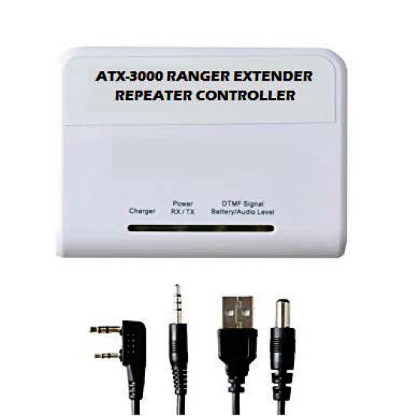 ATX-3000 RANGER EXTENDER
REPEATER CONTROLLER
Charger
Power
RX/TX
DTMF Signal
Battery/Audio Level